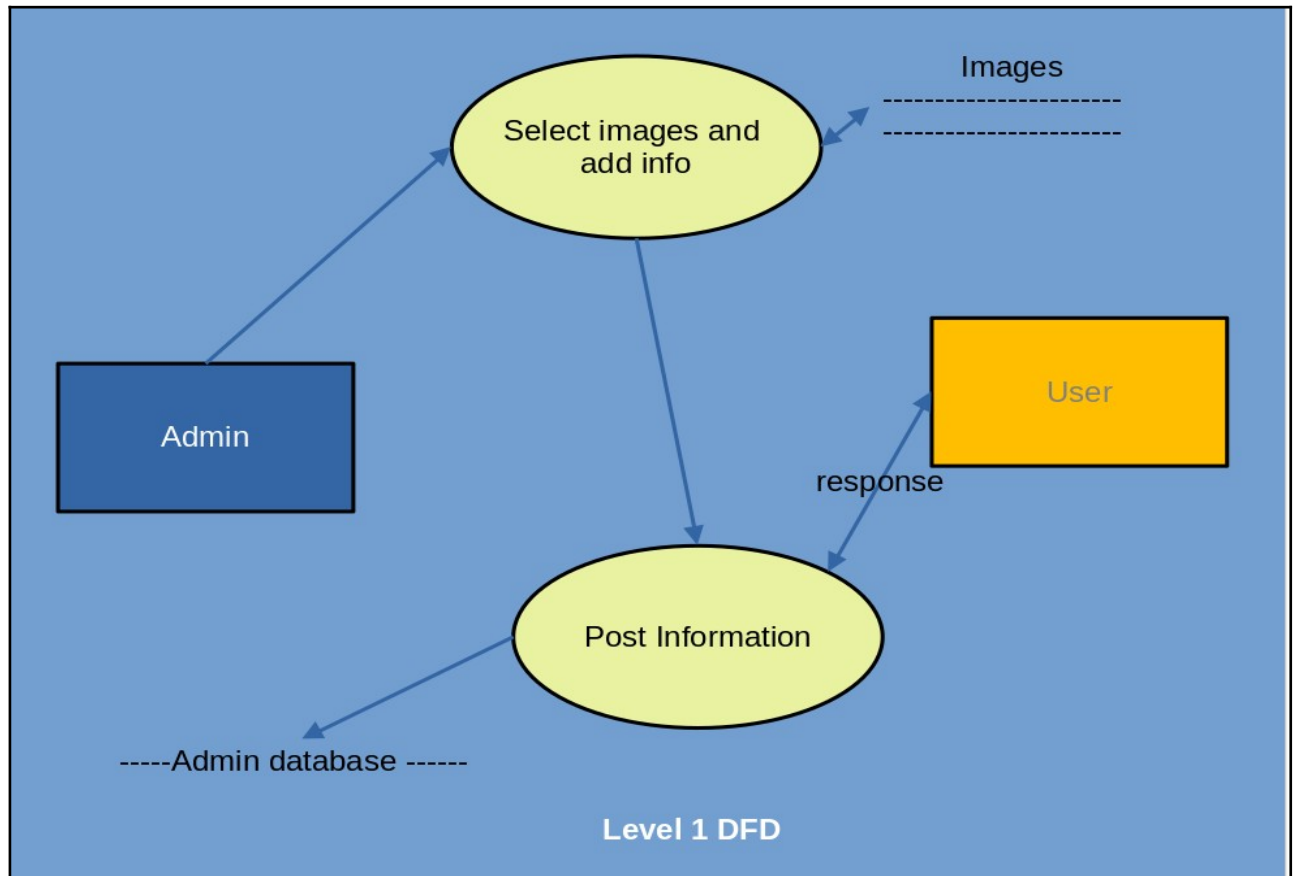 Images
------------------------
------------------------
Select images and
add info
User
Admin
response
Post Information
-----Admin database ------
Level 1 DFD